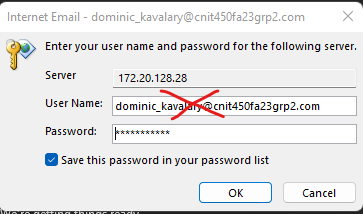 Internet Email - dominic_kavalary@cnit450fa23grp2.com
Enter your user name and password for the following server.
Server 172.20.128.28
User Name: dominic_kavalary@cnit450fa23grp2.com
Password: ***********
Save this password in your password list
OK Cancel
We're getting things ready